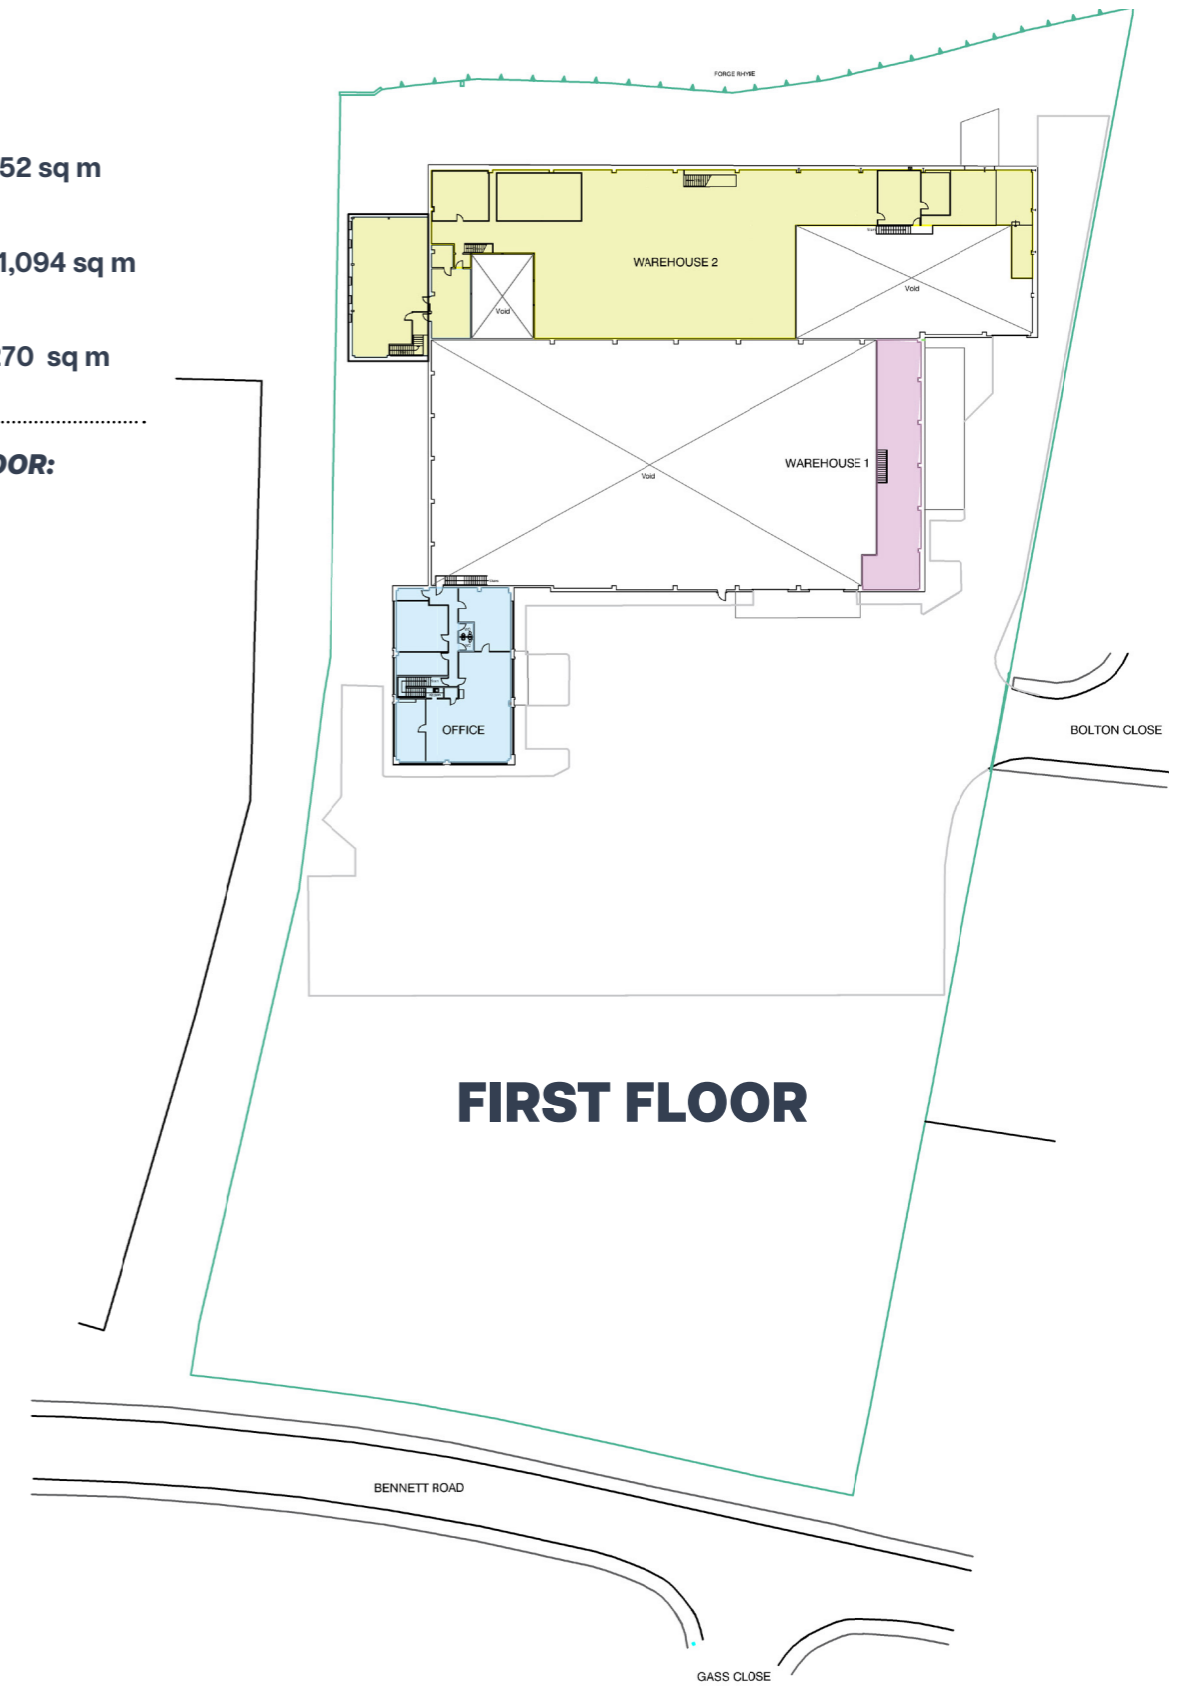 FORGE RHYNE
52 sq m
1,094 sq m
70 sq m
OOR:
WAREHOUSE 2
Void
Void
WAREHOUSE 1
Void
OFFICE
BOLTON CLOSE
FIRST FLOOR
BENNETT ROAD
GASS CLOSE